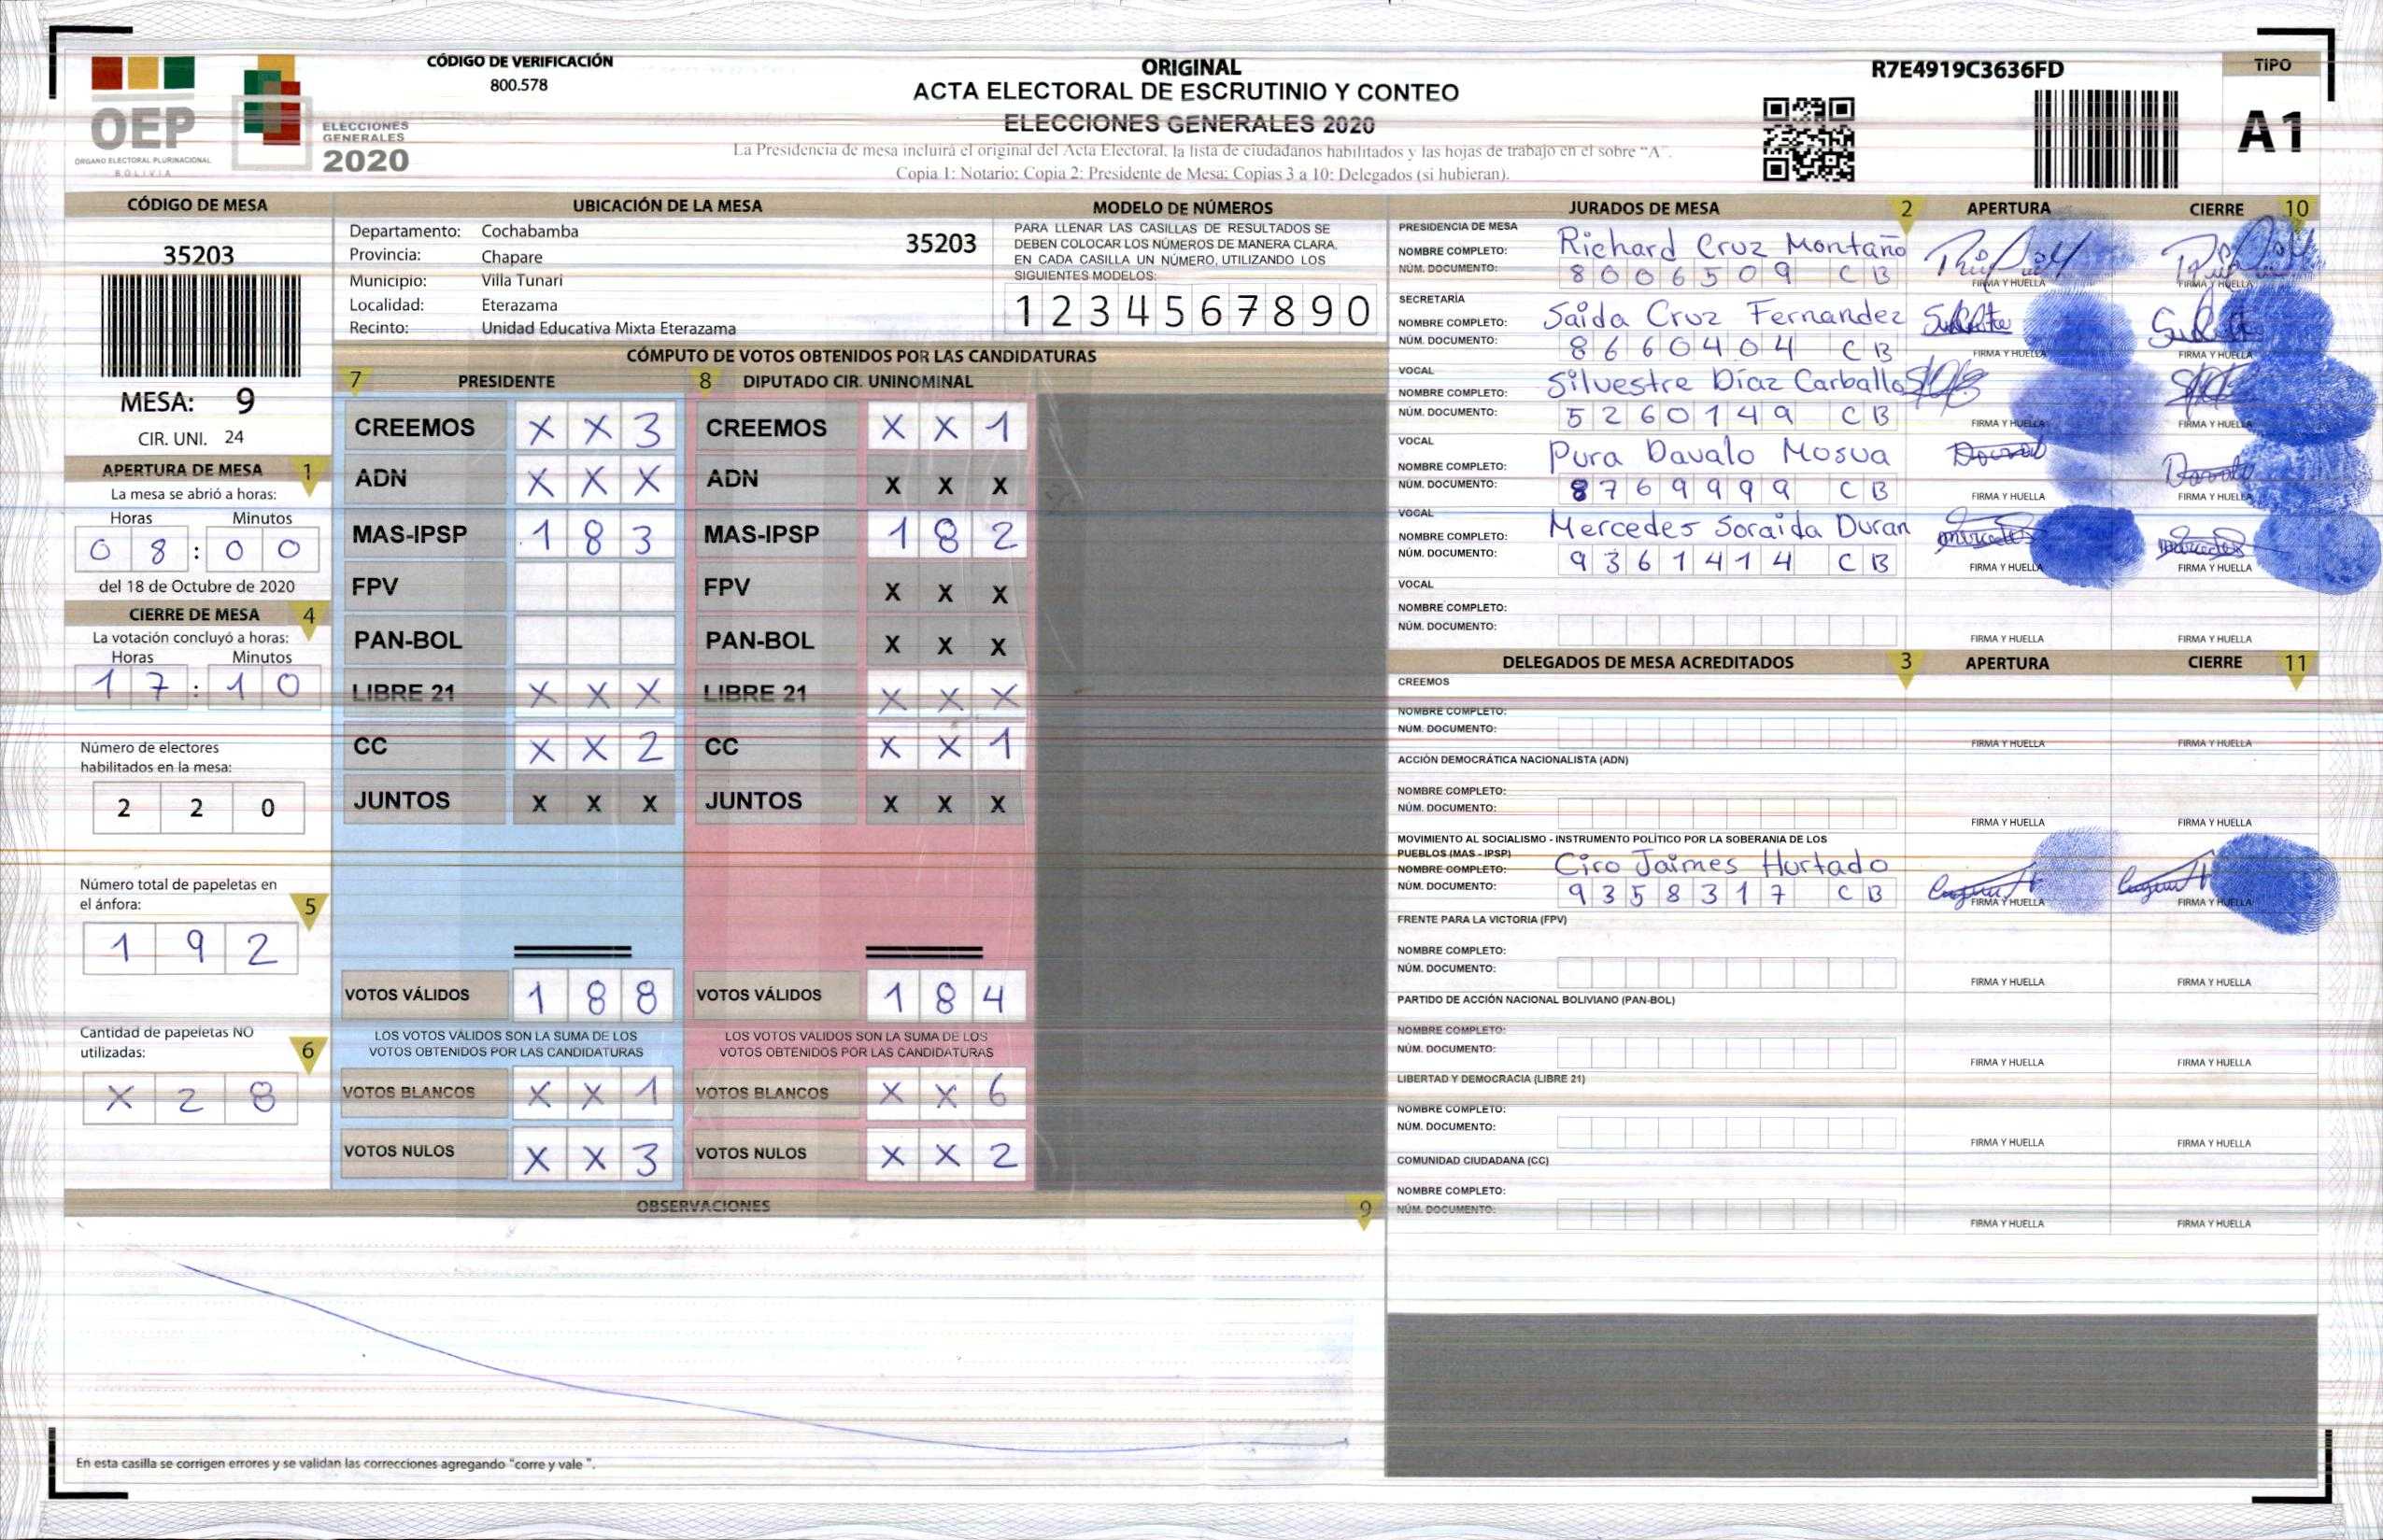 CÓDIGO DE VERIFICACIÓN
800.578
ORIGINAL
ACTA ELECTORAL DE ESCRUTINIO Y CONTEO
ELECCIONES GENERALES 2020
La Presidencia de mesa incluirá el original del Acta Electoral, la lista de ciudadanos habilitados y las hojas de trabajo en el sobre "A".
Copia 1: Notario; Copia 2: Presidente de Mesa; Copias 3 a 10: Delegados (si hubieran).
R7E4919C3636FD
TIPO
A1
OEP
ÓRGANO ELECTORAL PLURINACIONAL
BOLIVIA
ELECCIONES
GENERALES
2020
CÓDIGO DE MESA
35203
MESA: 9
CIR. UNI. 24
APERTURA DE MESA 1
La mesa se abrió a horas:
Horas Minutos
0 8 : 0 0
del 18 de Octubre de 2020
CIERRE DE MESA 4
La votación concluyó a horas:
Horas Minutos
1 7 : 1 0
Número de electores
habilitados en la mesa:
2 2 0
Número total de papeletas en
el ánfora: 5
1 9 2
Cantidad de papeletas NO
utilizadas: 6
X 2 8
UBICACIÓN DE LA MESA
Departamento: Cochabamba
Provincia: Chapare
Municipio: Villa Tunari
Localidad: Eterazama
Recinto: Unidad Educativa Mixta Eterazama
35203
MODELO DE NÚMEROS
PARA LLENAR LAS CASILLAS DE RESULTADOS SE
DEBEN COLOCAR LOS NÚMEROS DE MANERA CLARA.
EN CADA CASILLA UN NÚMERO, UTILIZANDO LOS
SIGUIENTES MODELOS:
1 2 3 4 5 6 7 8 9 0
CÓMPUTO DE VOTOS OBTENIDOS POR LAS CANDIDATURAS
7 PRESIDENTE 8 DIPUTADO CIR. UNINOMINAL
CREEMOS X X 3 CREEMOS X X 1
ADN X X X ADN X X X
MAS-IPSP 1 8 3 MAS-IPSP 1 8 2
FPV FPV X X X
PAN-BOL PAN-BOL X X X
LIBRE 21 X X X LIBRE 21 X X X
CC X X 2 CC X X 1
JUNTOS X X X JUNTOS X X X
VOTOS VÁLIDOS 1 8 8 VOTOS VÁLIDOS 1 8 4
LOS VOTOS VÁLIDOS SON LA SUMA DE LOS LOS VOTOS VÁLIDOS SON LA SUMA DE LOS
VOTOS OBTENIDOS POR LAS CANDIDATURAS VOTOS OBTENIDOS POR LAS CANDIDATURAS
VOTOS BLANCOS X X 1 VOTOS BLANCOS X X 6
VOTOS NULOS X X 3 VOTOS NULOS X X 2
OBSERVACIONES 9
En esta casilla se corrigen errores y se validan las correcciones agregando "corre y vale ".
JURADOS DE MESA 2 APERTURA CIERRE 10
PRESIDENCIA DE MESA
NOMBRE COMPLETO: Richard Cruz Montaño
NÚM. DOCUMENTO: 8006509 CB
FIRMA Y HUELLA FIRMA Y HUELLA
SECRETARÍA
NOMBRE COMPLETO: Saida Cruz Fernandez
NÚM. DOCUMENTO: 8660404 CB
FIRMA Y HUELLA FIRMA Y HUELLA
VOCAL
NOMBRE COMPLETO: Silvestre Díaz Carballo
NÚM. DOCUMENTO: 5260149 CB
FIRMA Y HUELLA FIRMA Y HUELLA
VOCAL
NOMBRE COMPLETO: Pura Davalo Mosua
NÚM. DOCUMENTO: 8769999 CB
FIRMA Y HUELLA FIRMA Y HUELLA
VOCAL
NOMBRE COMPLETO: Mercedes Soraida Duran
NÚM. DOCUMENTO: 9361414 CB
FIRMA Y HUELLA FIRMA Y HUELLA
VOCAL
NOMBRE COMPLETO:
NÚM. DOCUMENTO:
FIRMA Y HUELLA FIRMA Y HUELLA
DELEGADOS DE MESA ACREDITADOS 3 APERTURA CIERRE 11
CREEMOS
NOMBRE COMPLETO:
NÚM. DOCUMENTO:
FIRMA Y HUELLA FIRMA Y HUELLA
ACCIÓN DEMOCRÁTICA NACIONALISTA (ADN)
NOMBRE COMPLETO:
NÚM. DOCUMENTO:
FIRMA Y HUELLA FIRMA Y HUELLA
MOVIMIENTO AL SOCIALISMO - INSTRUMENTO POLÍTICO POR LA SOBERANIA DE LOS
PUEBLOS (MAS - IPSP)
NOMBRE COMPLETO: Ciro Jaimes Hurtado
NÚM. DOCUMENTO: 9358317 CB
FIRMA Y HUELLA FIRMA Y HUELLA
FRENTE PARA LA VICTORIA (FPV)
NOMBRE COMPLETO:
NÚM. DOCUMENTO:
FIRMA Y HUELLA FIRMA Y HUELLA
PARTIDO DE ACCIÓN NACIONAL BOLIVIANO (PAN-BOL)
NOMBRE COMPLETO:
NÚM. DOCUMENTO:
FIRMA Y HUELLA FIRMA Y HUELLA
LIBERTAD Y DEMOCRACIA (LIBRE 21)
NOMBRE COMPLETO:
NÚM. DOCUMENTO:
FIRMA Y HUELLA FIRMA Y HUELLA
COMUNIDAD CIUDADANA (CC)
NOMBRE COMPLETO:
NÚM. DOCUMENTO:
FIRMA Y HUELLA FIRMA Y HUELLA